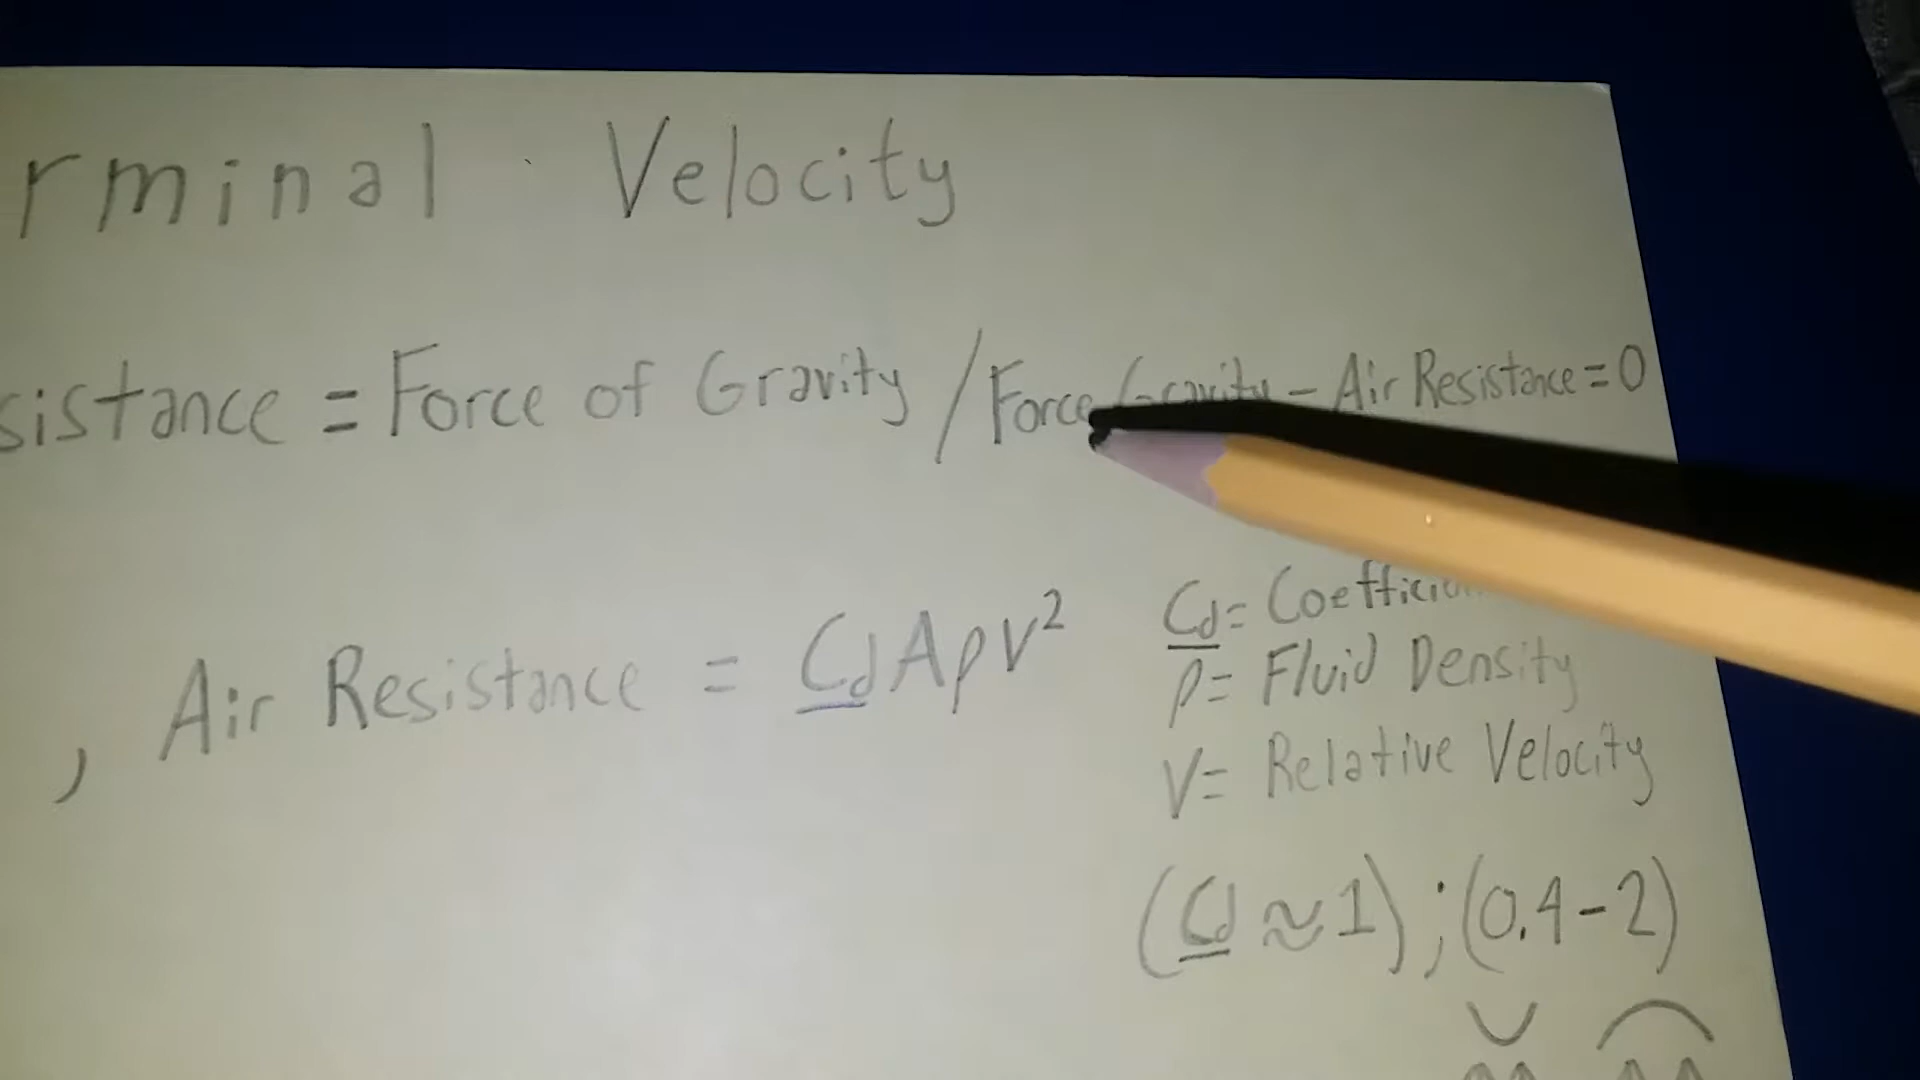 rminal Velocity
sistance = Force of Gravity / Force Gravity - Air Resistance = 0
, Air Resistance = CdAρv²
Cd =
ρ = Fluid Density
V = Relative Velocity
(Cd ≈ 1) ; (0.4 - 2)